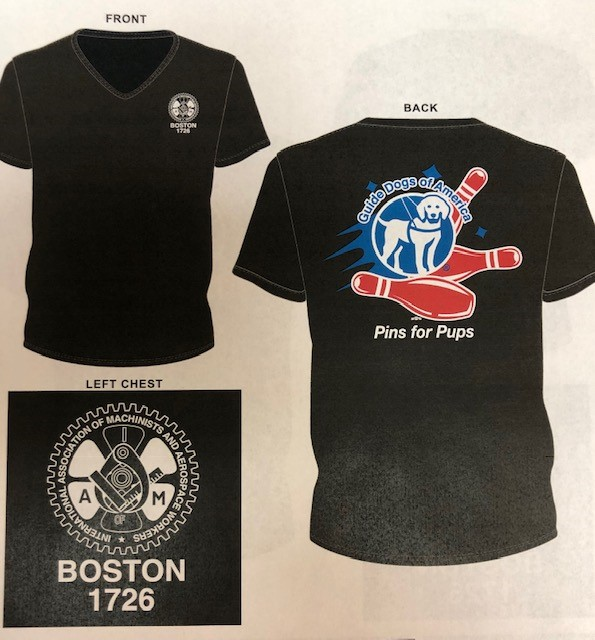 FRONT
BOSTON
1726
BACK
Guide Dogs of America
Pins for Pups
LEFT CHEST
INTERNATIONAL ASSOCIATION OF MACHINISTS AND AEROSPACE WORKERS
A M
OF
BOSTON
1726